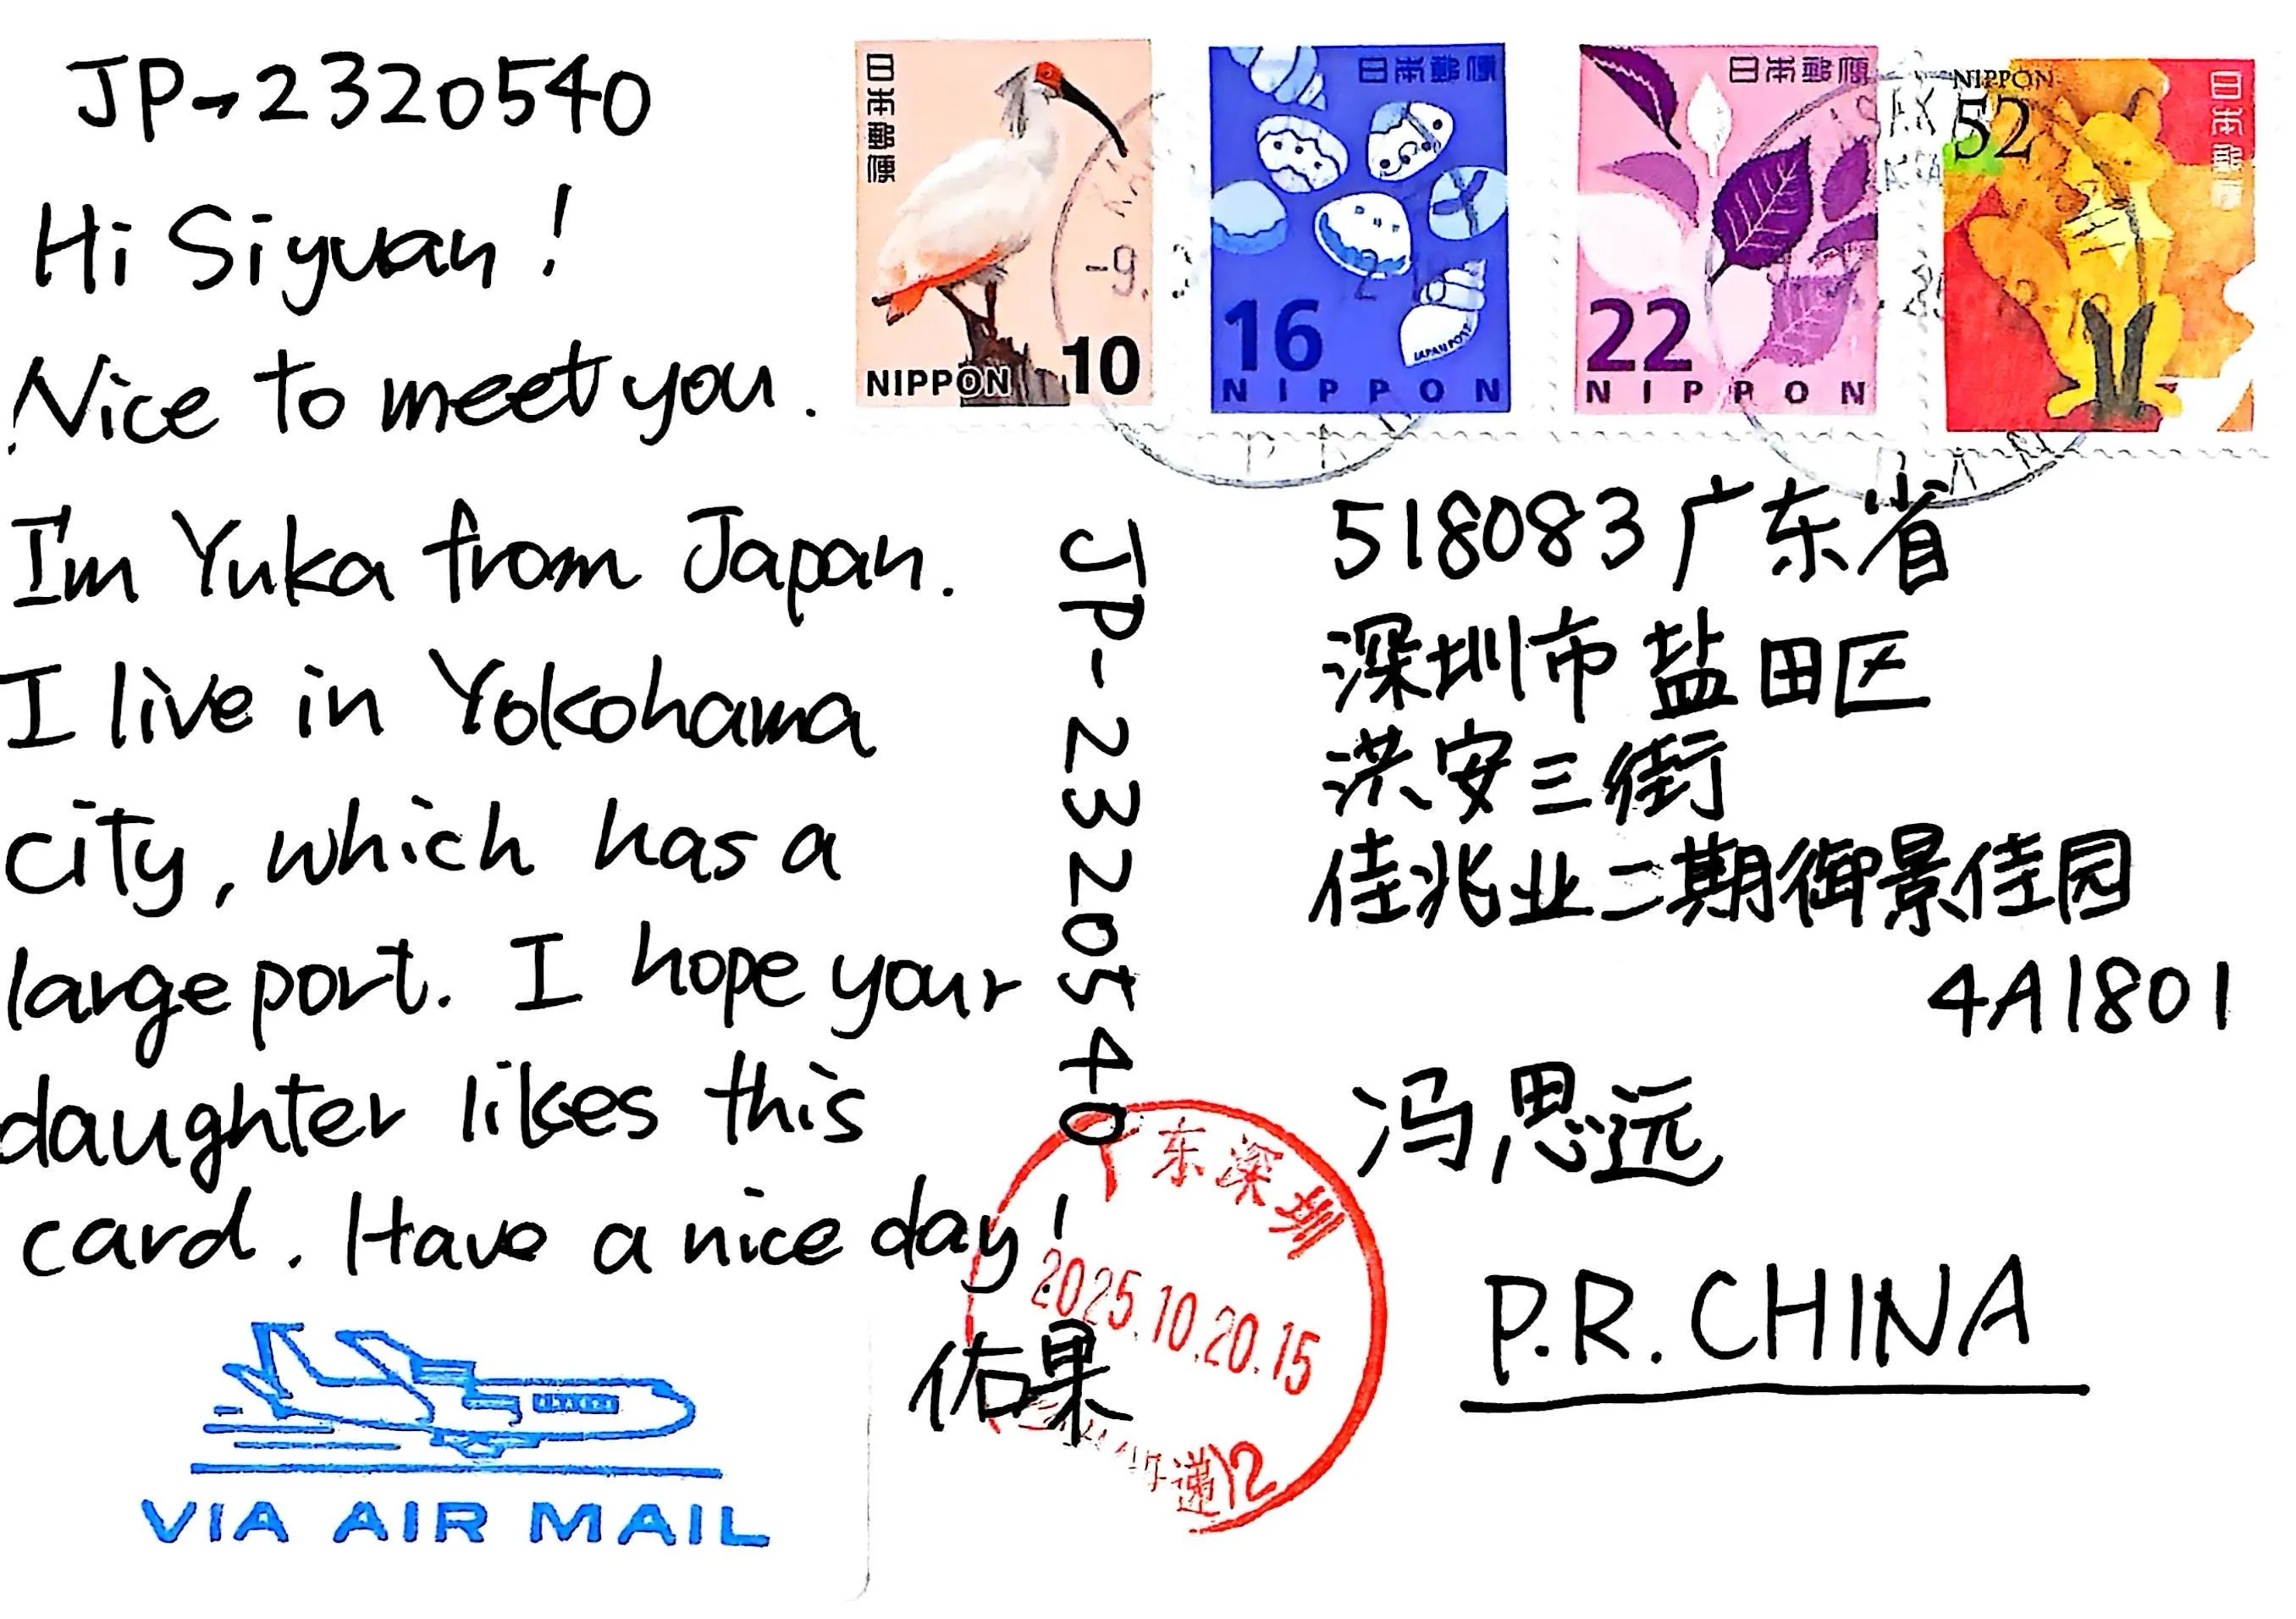 JP-2320540
Hi Siyuan!
Nice to meet you.
I'm Yuka from Japan.
I live in Yokohama
city, which has a
large port. I hope your
daughter likes this
card. Have a nice day!
佑果
VIA AIR MAIL
日本郵便
NIPPON 10
日本郵便
16
JAPAN POST
NIPPON
日本郵便
22
NIPPON
NIPPON
52
日本郵便
-9.
JP-2320540
518083 广东省
深圳市盐田区
洪安三街
佳兆业二期御景佳园
4A1801
冯思远
P.R.CHINA
广东深圳
2025.10.20.15
递12